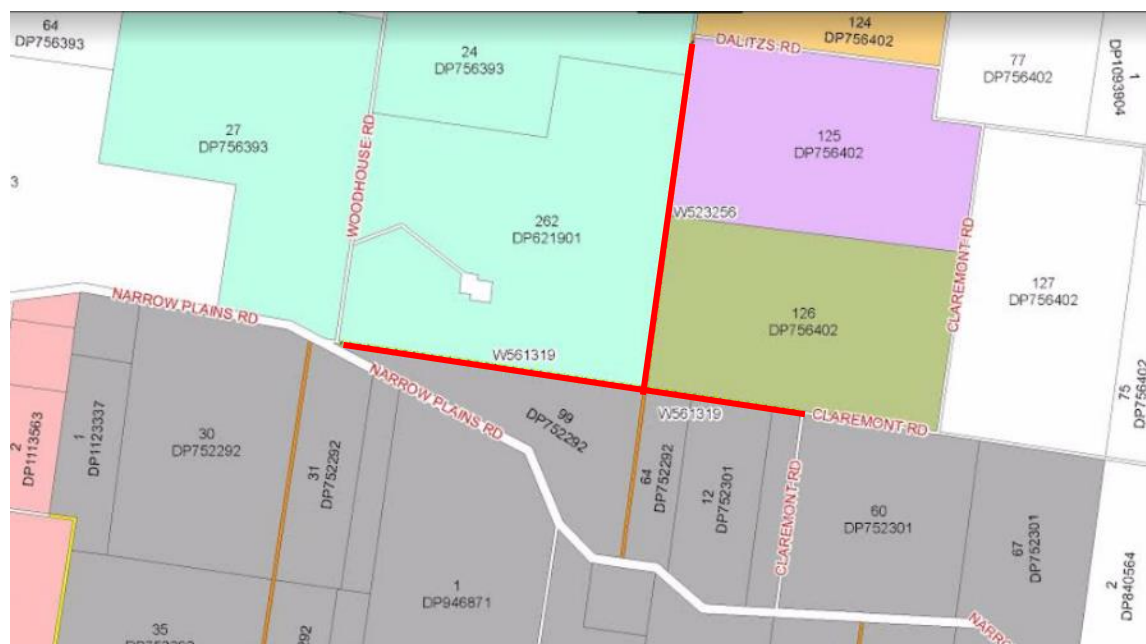 64
DP756393
24
DP756393
124
DP756402
DALITZS RD
77
DP756402
1
DP1093904
27
DP756393
WOODHOUSE RD
125
DP756402
3
262
DP621901
W523256
CLAREMONT RD
127
DP756402
126
DP756402
NARROW PLAINS RD
W561319
NARROW PLAINS RD
99
DP752292
W561319
CLAREMONT RD
75
DP756402
2
DP1113563
1
DP1123337
30
DP752292
31
DP752292
64
DP752292
12
DP752301
CLAREMONT RD
60
DP752301
67
DP752301
2
DP840564
1
DP946871
35
292